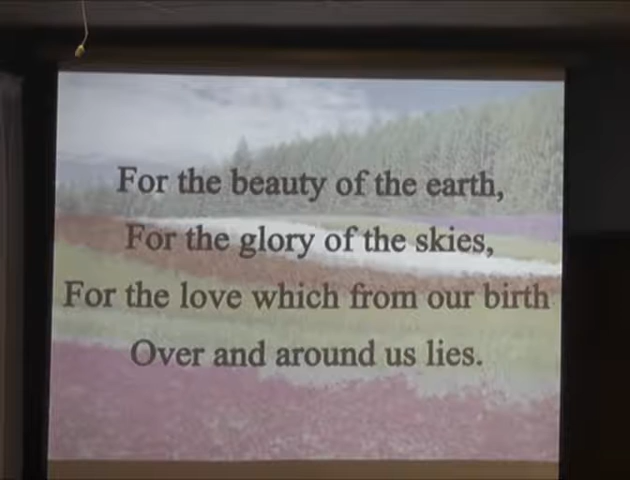 For the beauty of the earth,
For the glory of the skies,
For the love which from our birth
Over and around us lies.